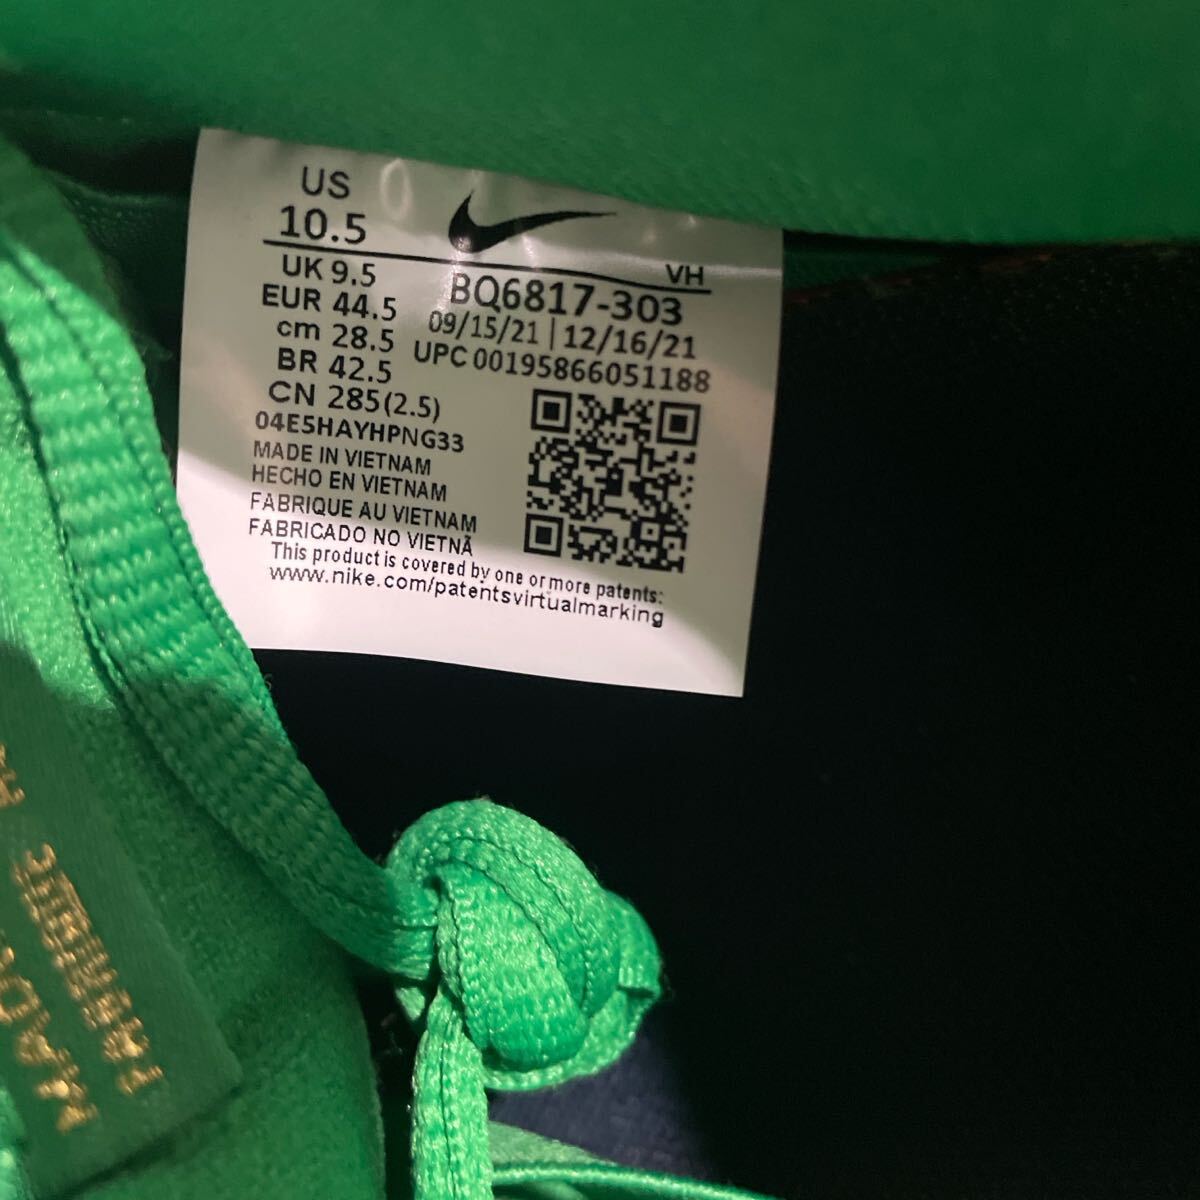 US
10.5
UK 9.5
EUR 44.5
cm 28.5
BR 42.5
CN 285(2.5)
VH
BQ6817-303
09/15/21 | 12/16/21
UPC 00195866051188
04E5HAYHPNG33
MADE IN VIETNAM
HECHO EN VIETNAM
FABRIQUE AU VIETNAM
FABRICADO NO VIETNÃ
This product is covered by one or more patents:
www.nike.com/patentsvirtualmarking